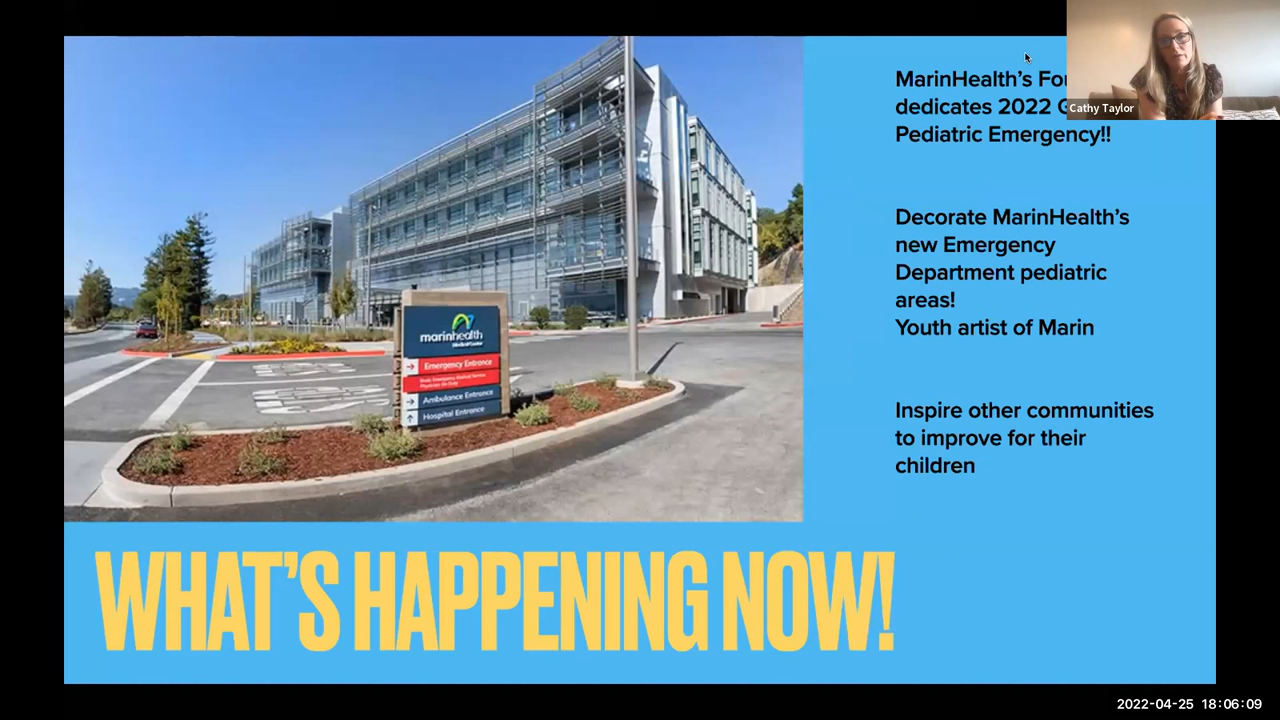 MarinHealth's Fou
dedicates 2022 G
Pediatric Emergency!!
Cathy Taylor
Decorate MarinHealth's
new Emergency
Department pediatric
areas!
Youth artist of Marin
Inspire other communities
to improve for their
children
marinhealth
Medical Center
Emergency Entrance
Ambulance Entrance
Hospital Entrance
WHAT'S HAPPENING NOW!
2022-04-25 18:06:09